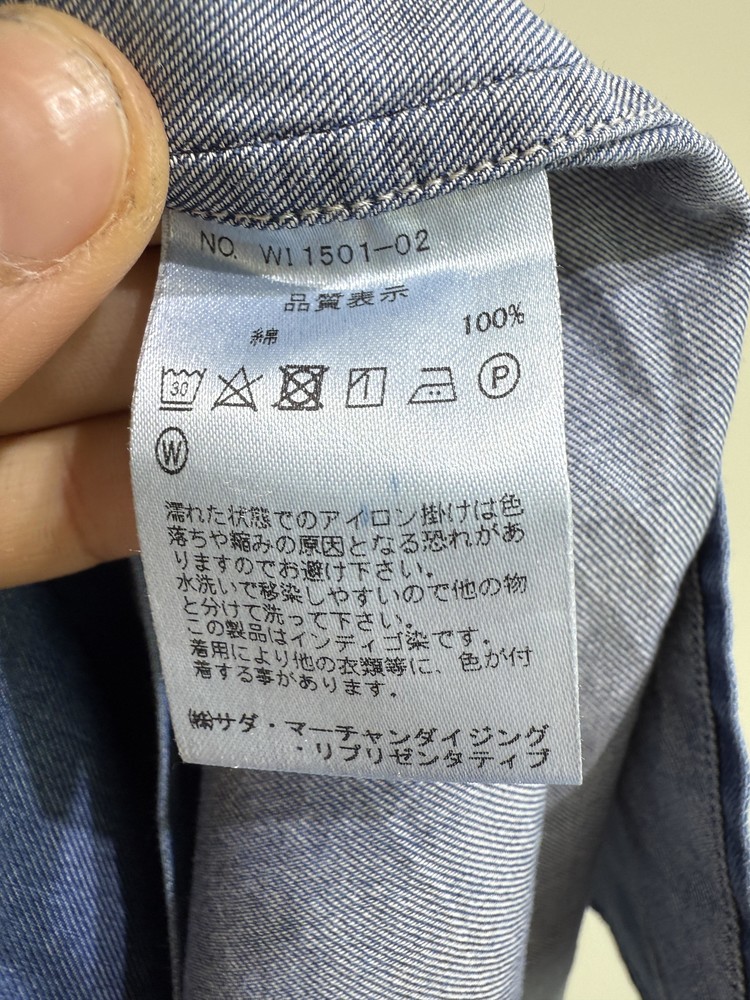 NO. WI1501-02
品質表示
綿 100%
30
P
W
濡れた状態でのアイロン掛けは色
落ちや縮みの原因となる恐れがあ
りますのでお避け下さい。
水洗いで移染しやすいので他の物
と分けて洗って下さい。
この製品はインディゴ染です。
着用により他の衣類等に、色が付
着する事があります。
㈱サダ・マーチャンダイジング
・リプリゼンタティブ